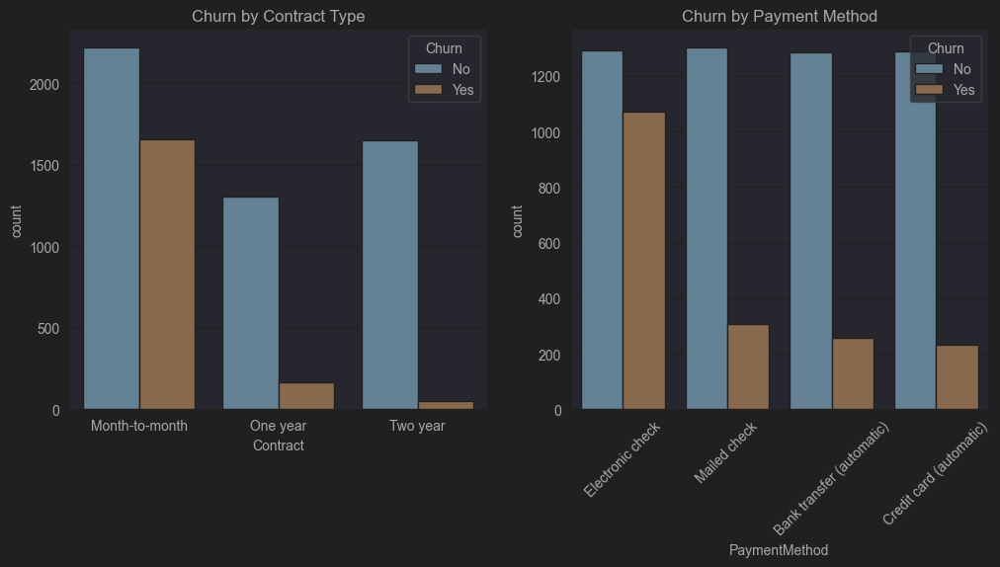 Churn by Contract Type
Churn
No
Yes
2000
1500
1000
500
0
count
Month-to-month
One year
Two year
Contract
Churn by Payment Method
Churn
No
Yes
1200
1000
800
600
400
200
0
count
Electronic check
Mailed check
Bank transfer (automatic)
Credit card (automatic)
PaymentMethod